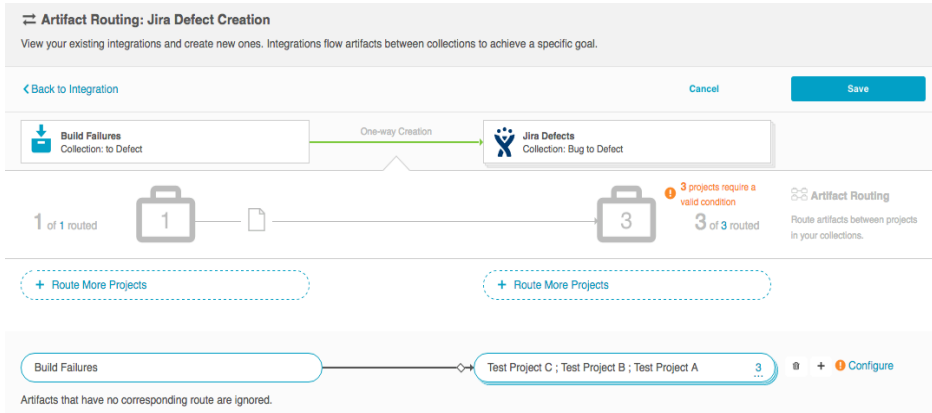 Artifact Routing: Jira Defect Creation
View your existing integrations and create new ones. Integrations flow artifacts between collections to achieve a specific goal.
Back to Integration
Cancel
Save
Build Failures
Collection: to Defect
One-way Creation
Jira Defects
Collection: Bug to Defect
1 of 1 routed
1
3
3 projects require a
valid condition
3 of 3 routed
Artifact Routing
Route artifacts between projects
in your collections.
+ Route More Projects
+ Route More Projects
Build Failures
Test Project C ; Test Project B ; Test Project A
3
...
+
! Configure
Artifacts that have no corresponding route are ignored.